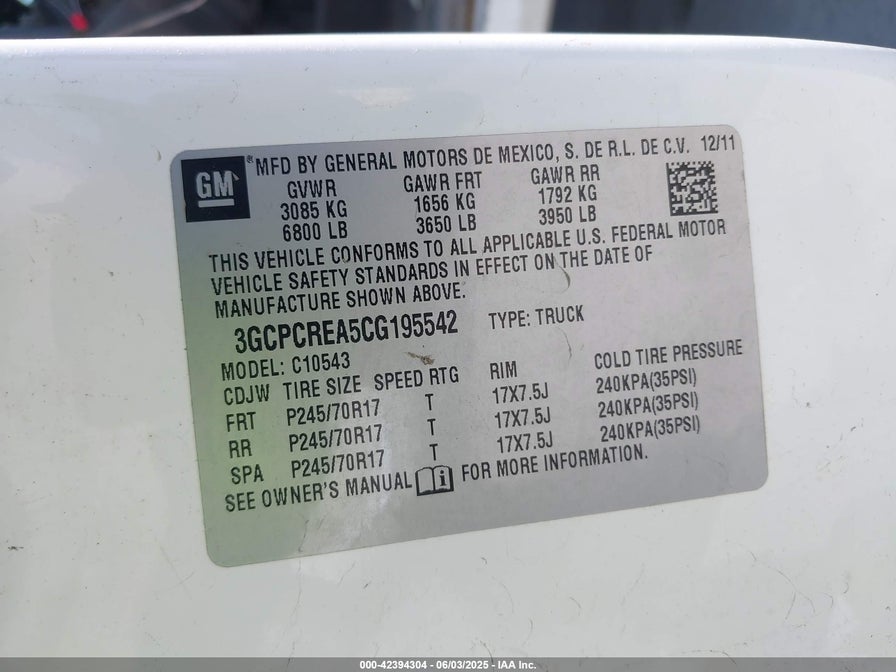 GM ® MFD BY GENERAL MOTORS DE MEXICO, S. DE R.L. DE C.V. 12/11
GVWR GAWR FRT GAWR RR
3085 KG 1656 KG 1792 KG
6800 LB 3650 LB 3950 LB
THIS VEHICLE CONFORMS TO ALL APPLICABLE U.S. FEDERAL MOTOR
VEHICLE SAFETY STANDARDS IN EFFECT ON THE DATE OF
MANUFACTURE SHOWN ABOVE.
3GCPCREA5CG195542 TYPE: TRUCK
MODEL: C10543
CDJW TIRE SIZE SPEED RTG RIM COLD TIRE PRESSURE
FRT P245/70R17 T 17X7.5J 240KPA(35PSI)
RR P245/70R17 T 17X7.5J 240KPA(35PSI)
SPA P245/70R17 T 17X7.5J 240KPA(35PSI)
SEE OWNER'S MANUAL i FOR MORE INFORMATION.
000-42394304 / 06/03/2025 - IAA Inc.